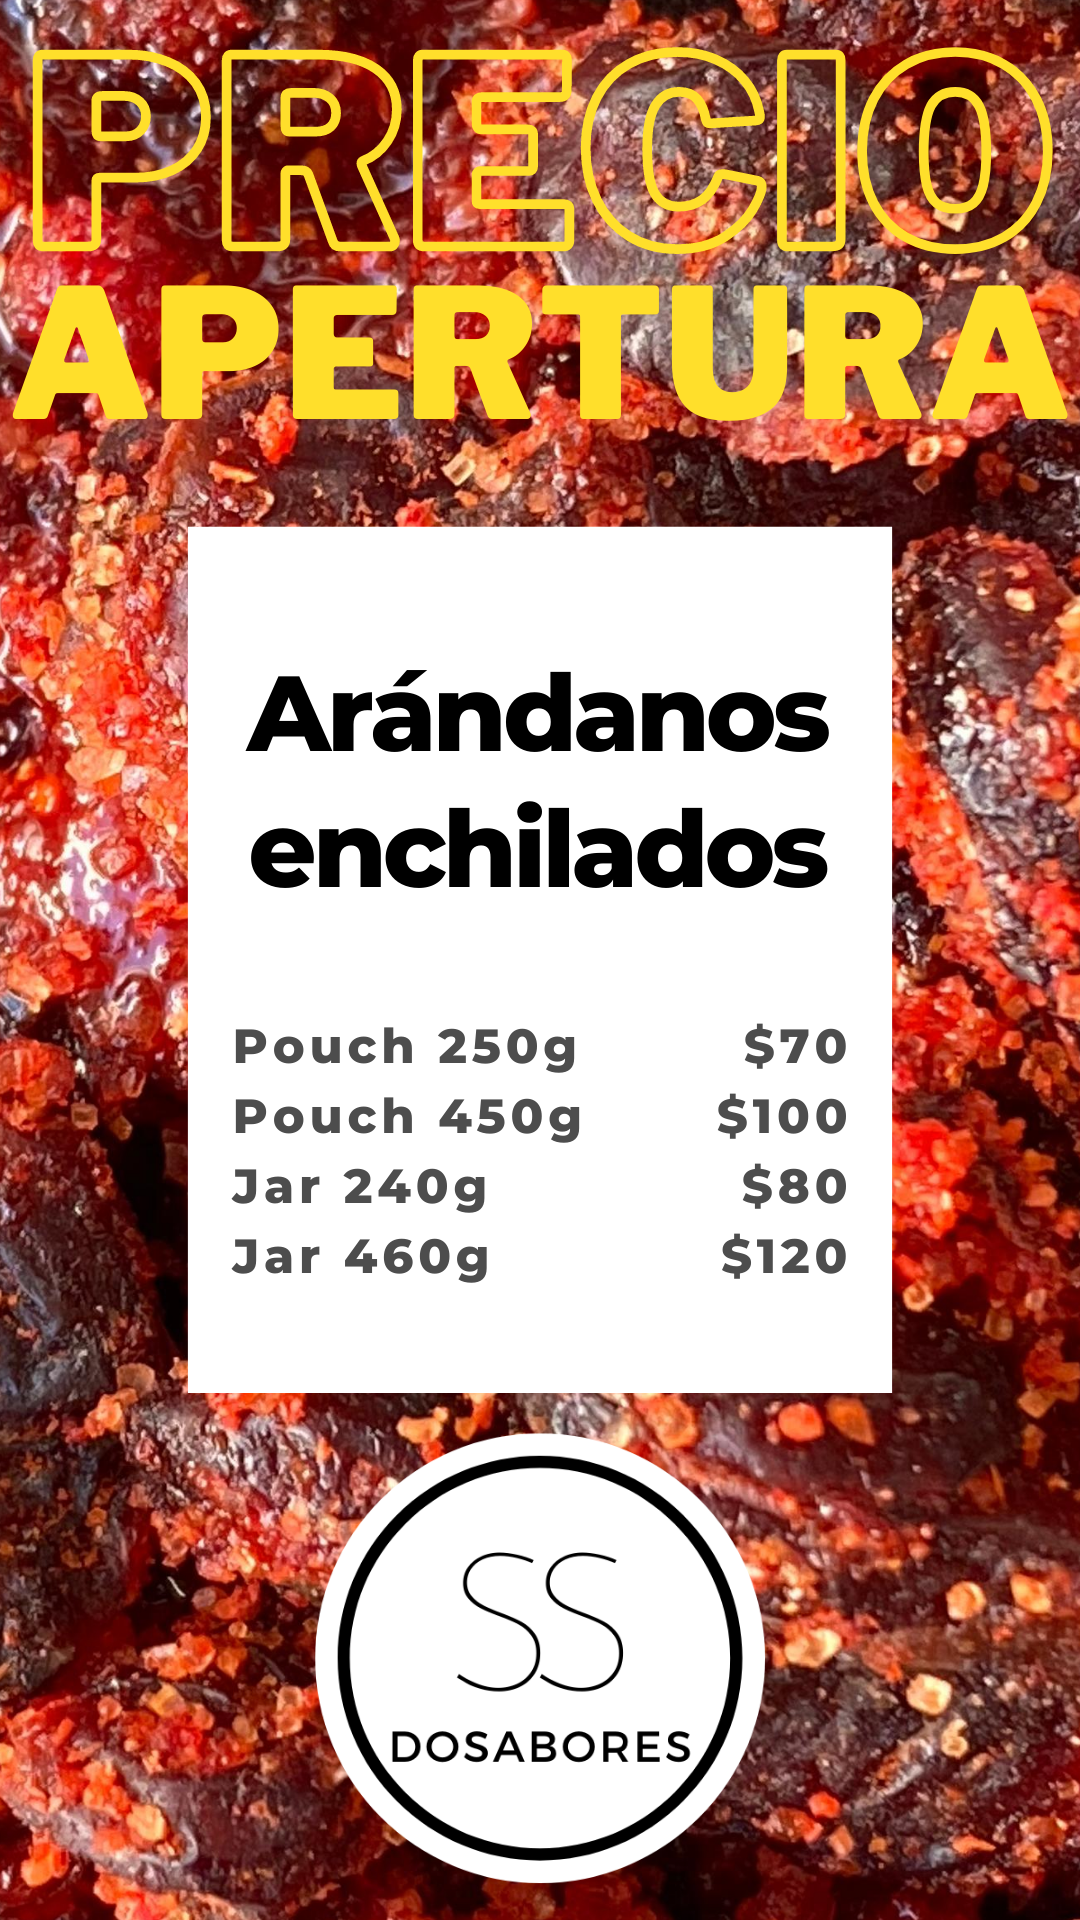 PRECIO
APERTURA
Arándanos
enchilados
Pouch 250g $70
Pouch 450g $100
Jar 240g $80
Jar 460g $120
SS
DOSABORES